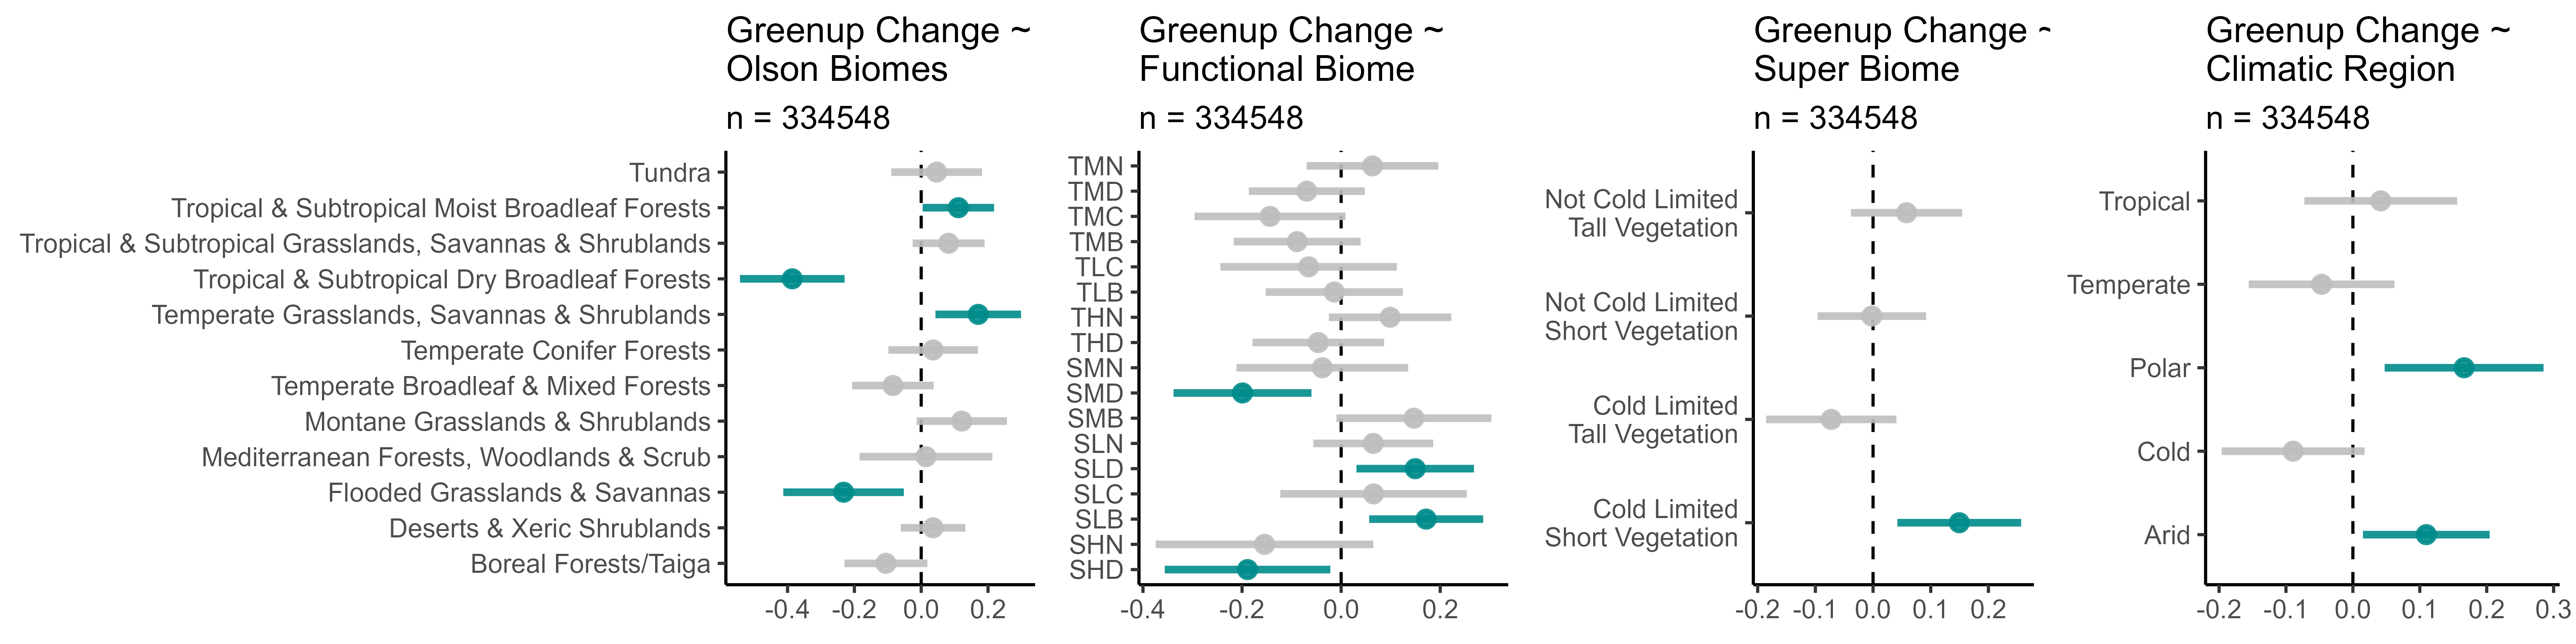 Greenup Change ~
Olson Biomes
n = 334548
Tundra
Tropical & Subtropical Moist Broadleaf Forests
Tropical & Subtropical Grasslands, Savannas & Shrublands
Tropical & Subtropical Dry Broadleaf Forests
Temperate Grasslands, Savannas & Shrublands
Temperate Conifer Forests
Temperate Broadleaf & Mixed Forests
Montane Grasslands & Shrublands
Mediterranean Forests, Woodlands & Scrub
Flooded Grasslands & Savannas
Deserts & Xeric Shrublands
Boreal Forests/Taiga
-0.4 -0.2 0.0 0.2
Greenup Change ~
Functional Biome
n = 334548
TMN
TMD
TMC
TMB
TLC
TLB
THN
THD
SMN
SMD
SMB
SLN
SLD
SLC
SLB
SHN
SHD
-0.4 -0.2 0.0 0.2
Greenup Change ~
Super Biome
n = 334548
Not Cold Limited
Tall Vegetation
Not Cold Limited
Short Vegetation
Cold Limited
Tall Vegetation
Cold Limited
Short Vegetation
-0.2 -0.1 0.0 0.1 0.2
Greenup Change ~
Climatic Region
n = 334548
Tropical
Temperate
Polar
Cold
Arid
-0.2 -0.1 0.0 0.1 0.2 0.3